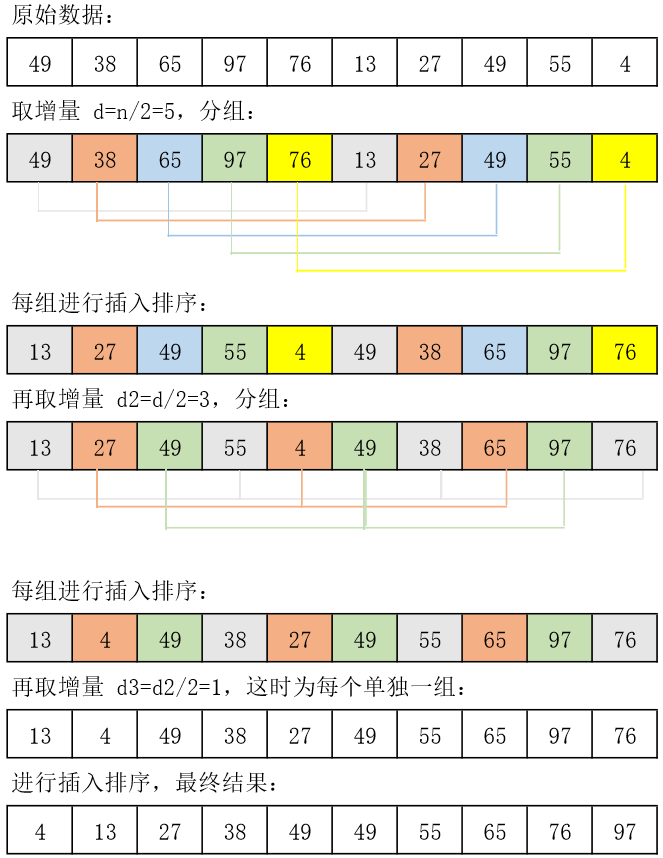 原始数据：
49 38 65 97 76 13 27 49 55 4
取增量 d=n/2=5，分组：
49 38 65 97 76 13 27 49 55 4
每组进行插入排序：
13 27 49 55 4 49 38 65 97 76
再取增量 d2=d/2=3，分组：
13 27 49 55 4 49 38 65 97 76
每组进行插入排序：
13 4 49 38 27 49 55 65 97 76
再取增量 d3=d2/2=1，这时为每个单独一组：
13 4 49 38 27 49 55 65 97 76
进行插入排序，最终结果：
4 13 27 38 49 49 55 65 76 97